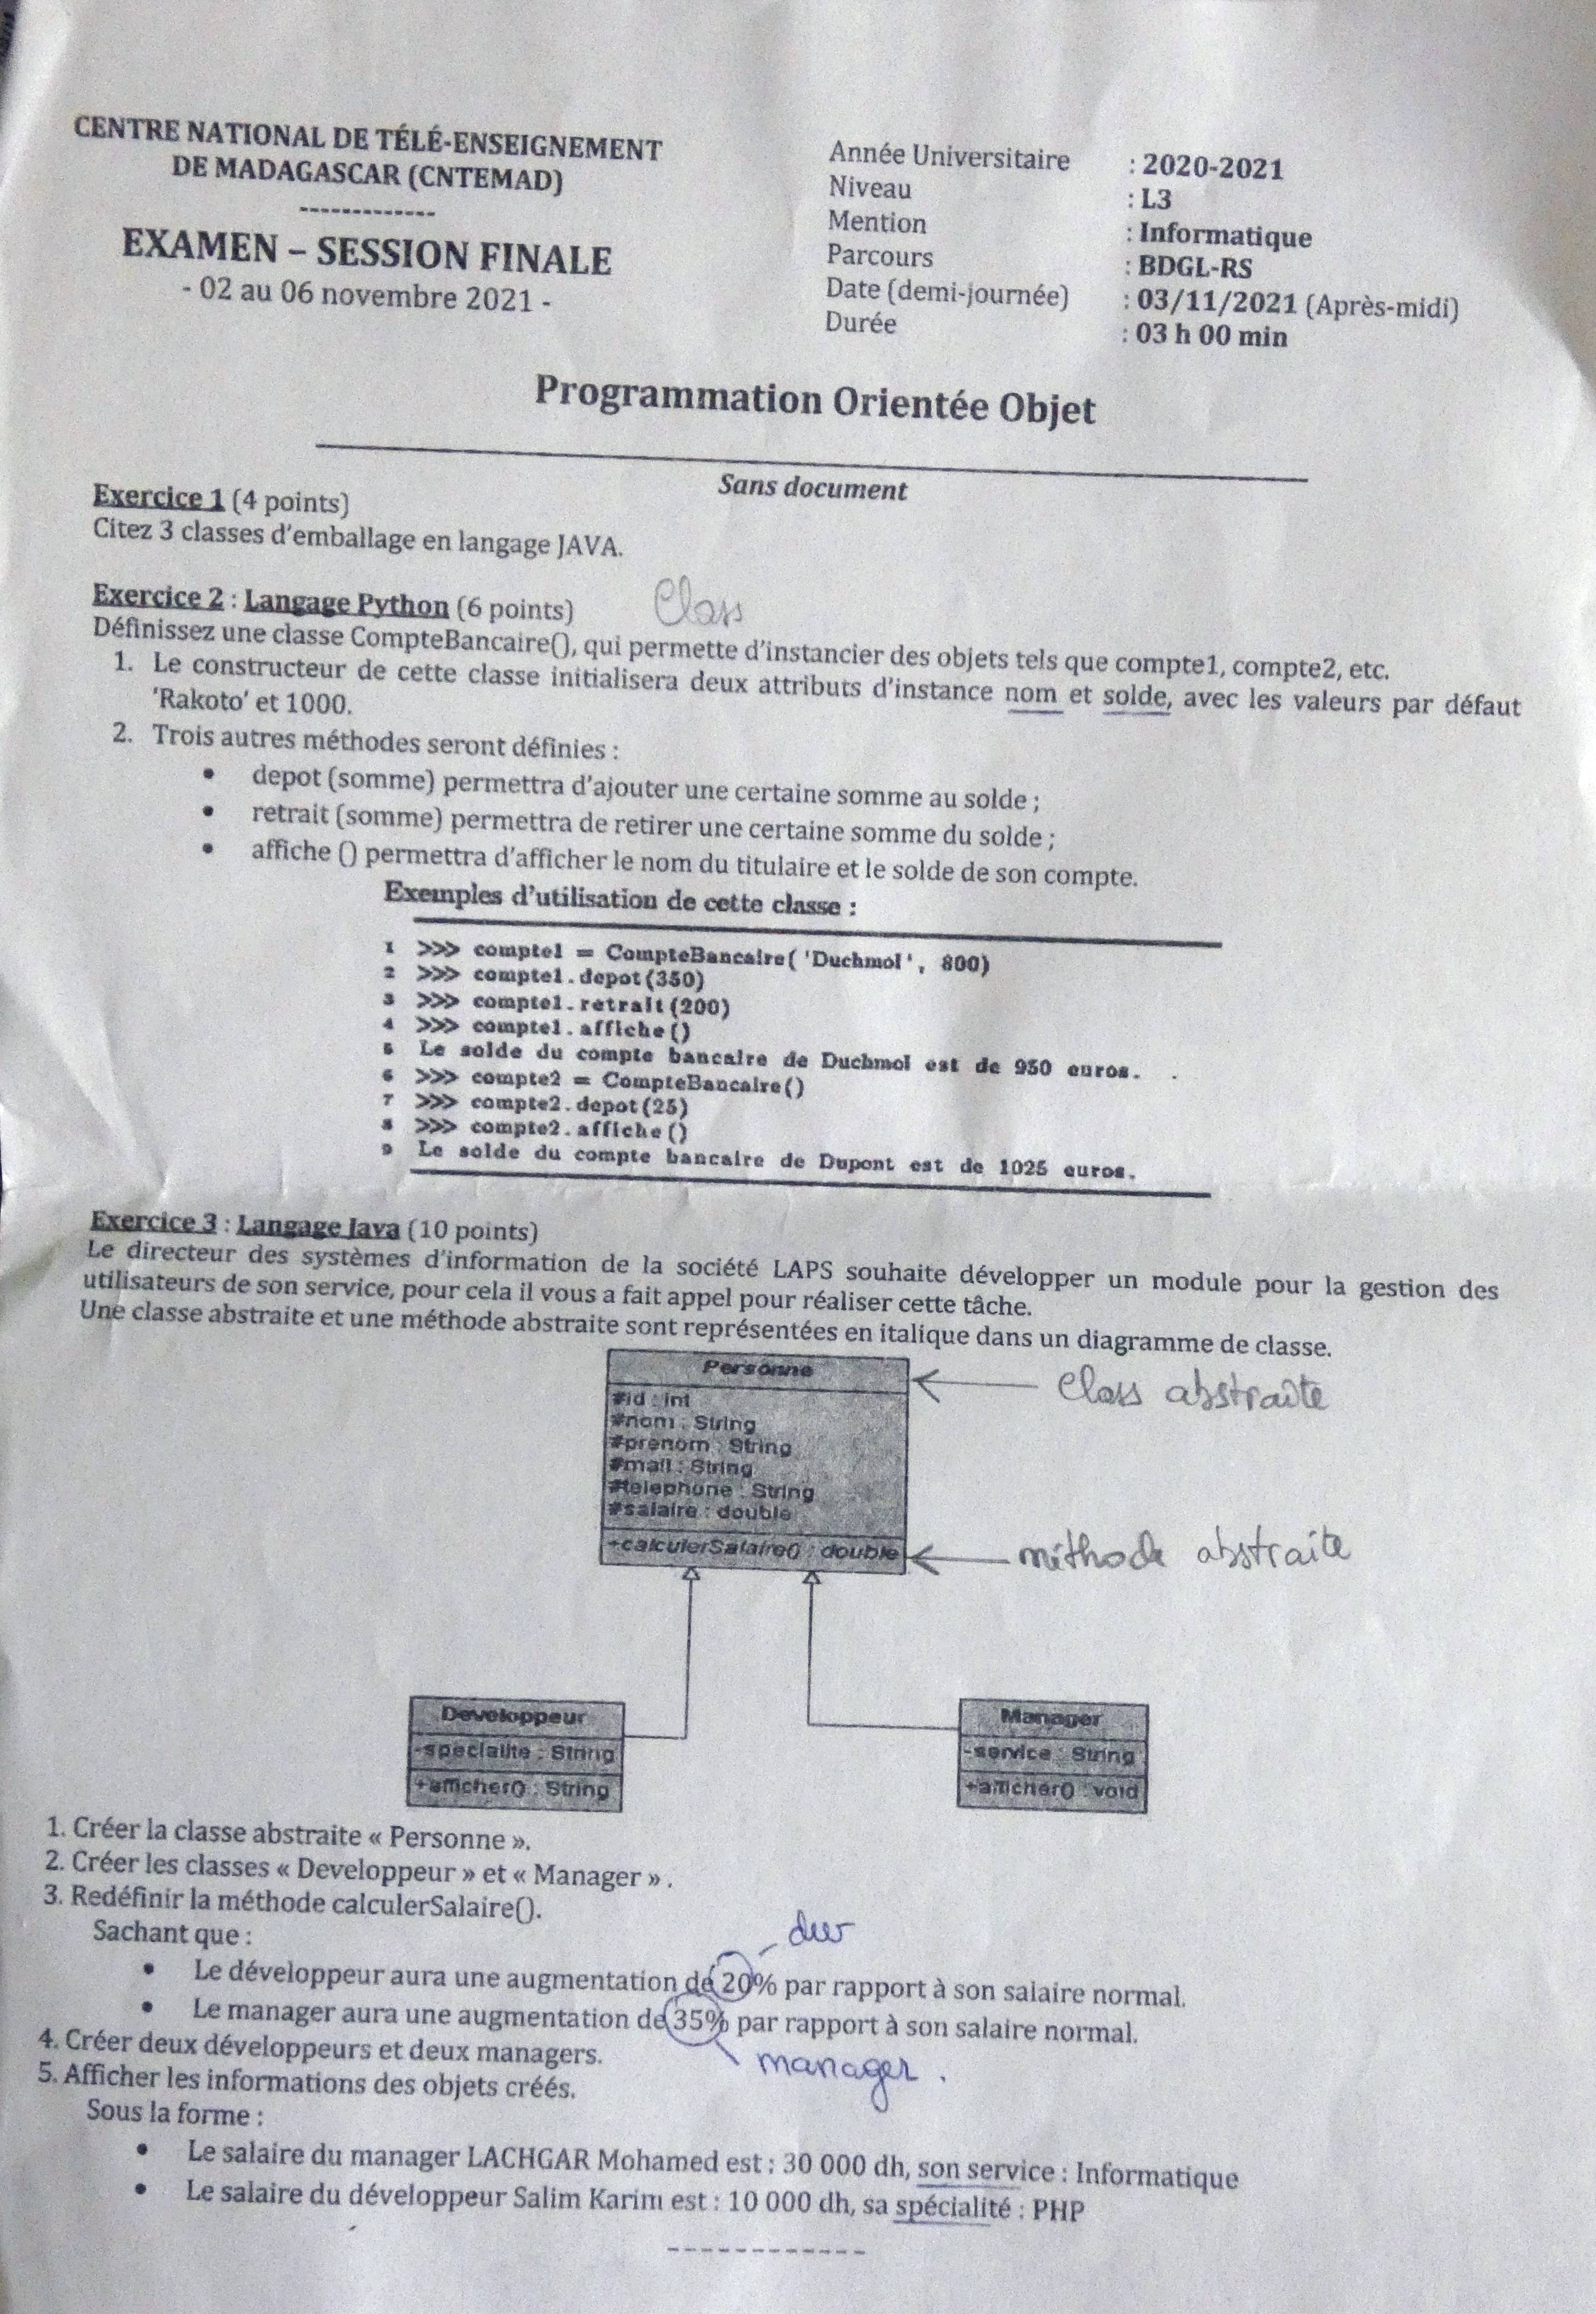 CENTRE NATIONAL DE TÉLÉ-ENSEIGNEMENT
DE MADAGASCAR (CNTEMAD)
-------------
EXAMEN – SESSION FINALE
- 02 au 06 novembre 2021 -
Année Universitaire : 2020-2021
Niveau : L3
Mention : Informatique
Parcours : BDGL-RS
Date (demi-journée) : 03/11/2021 (Après-midi)
Durée : 03 h 00 min
Programmation Orientée Objet
Sans document
Exercice 1 (4 points)
Citez 3 classes d'emballage en langage JAVA.
Exercice 2 : Langage Python (6 points) Class
Définissez une classe CompteBancaire(), qui permette d'instancier des objets tels que compte1, compte2, etc.
1. Le constructeur de cette classe initialisera deux attributs d'instance nom et solde, avec les valeurs par défaut
'Rakoto' et 1000.
2. Trois autres méthodes seront définies :
• depot (somme) permettra d'ajouter une certaine somme au solde ;
• retrait (somme) permettra de retirer une certaine somme du solde ;
• affiche () permettra d'afficher le nom du titulaire et le solde de son compte.
Exemples d'utilisation de cette classe :
1 >>> compte1 = CompteBancaire( 'Duchmol', 800)
2 >>> compte1.depot(350)
3 >>> compte1.retrait(200)
4 >>> compte1.affiche()
5 Le solde du compte bancaire de Duchmol est de 950 euros.
6 >>> compte2 = CompteBancaire()
7 >>> compte2.depot(25)
8 >>> compte2.affiche()
9 Le solde du compte bancaire de Dupont est de 1025 euros.
Exercice 3 : Langage Java (10 points)
Le directeur des systèmes d'information de la société LAPS souhaite développer un module pour la gestion des
utilisateurs de son service, pour cela il vous a fait appel pour réaliser cette tâche.
Une classe abstraite et une méthode abstraite sont représentées en italique dans un diagramme de classe.
Personne
class abstraite
#id : int
#nom : String
#prenom : String
#mail : String
#telephone : String
#salaire : double
+calculerSalaire() : double
méthode abstraite
Developpeur
-specialite : String
+afficher() : String
Manager
-service : String
+afficher() : void
1. Créer la classe abstraite « Personne ».
2. Créer les classes « Developpeur » et « Manager » .
3. Redéfinir la méthode calculerSalaire().
Sachant que :
dev
• Le développeur aura une augmentation de 20% par rapport à son salaire normal.
• Le manager aura une augmentation de 35% par rapport à son salaire normal.
manager .
4. Créer deux développeurs et deux managers.
5. Afficher les informations des objets créés.
Sous la forme :
• Le salaire du manager LACHGAR Mohamed est : 30 000 dh, son service : Informatique
• Le salaire du développeur Salim Karim est : 10 000 dh, sa spécialité : PHP
------------